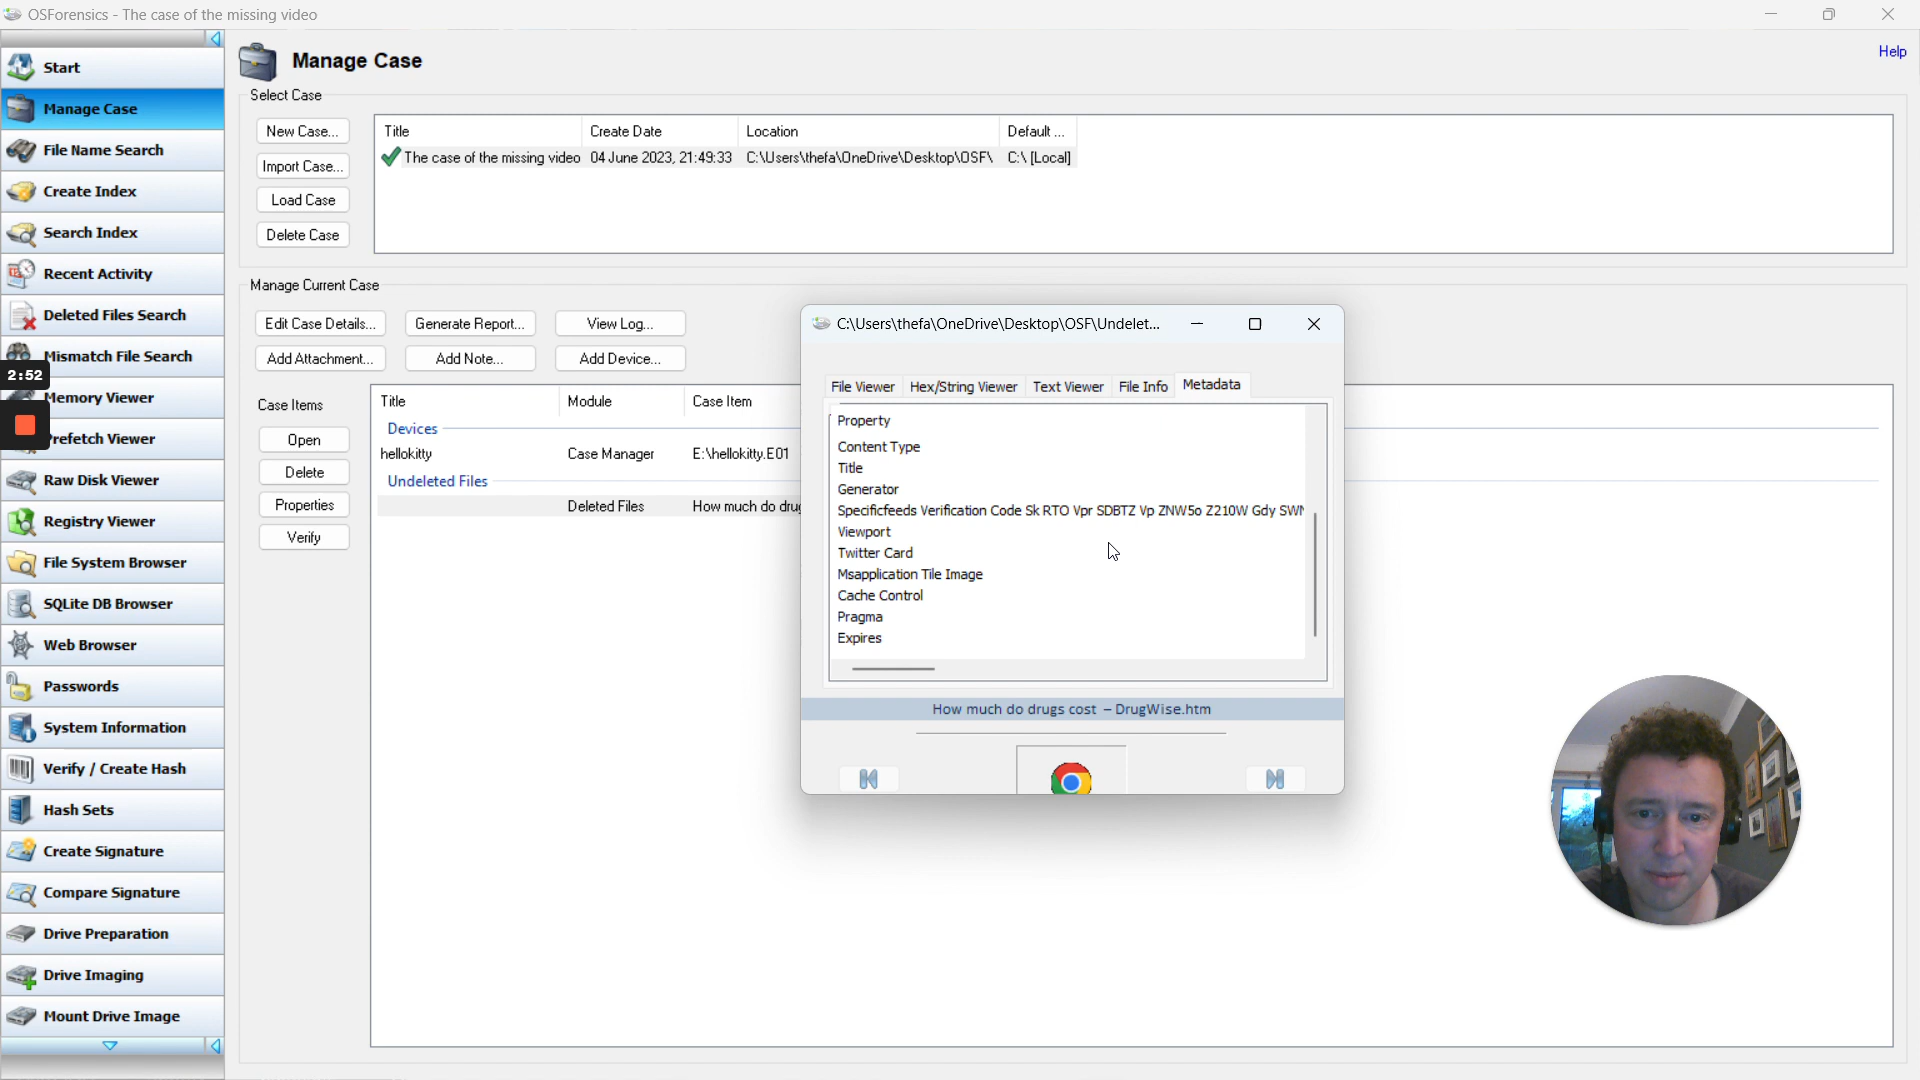 OSForensics - The case of the missing video
Start
Manage Case
File Name Search
Create Index
Search Index
Recent Activity
Deleted Files Search
Mismatch File Search
2:52
Memory Viewer
Prefetch Viewer
Raw Disk Viewer
Registry Viewer
File System Browser
SQLite DB Browser
Web Browser
Passwords
System Information
Verify / Create Hash
Hash Sets
Create Signature
Compare Signature
Drive Preparation
Drive Imaging
Mount Drive Image
Manage Case
Help
Select Case
New Case...
Import Case...
Load Case
Delete Case
Title Create Date Location Default ...
The case of the missing video 04 June 2023, 21:49:33 C:\Users\thefa\OneDrive\Desktop\OSF\ C:\ [Local]
Manage Current Case
Edit Case Details... Generate Report... View Log...
Add Attachment... Add Note... Add Device...
Case Items
Open
Delete
Properties
Verify
Title Module Case Item
Devices
hellokitty Case Manager E:\hellokitty.E01
Undeleted Files
Deleted Files How much do dru
C:\Users\thefa\OneDrive\Desktop\OSF\Undelet...
File Viewer Hex/String Viewer Text Viewer File Info Metadata
Property
Content Type
Title
Generator
Specificfeeds Verification Code Sk RTO Vpr SDBTZ Vp ZNW5o Z210W Gdy SW
Viewport
Twitter Card
Msapplication Tile Image
Cache Control
Pragma
Expires
How much do drugs cost – DrugWise.htm